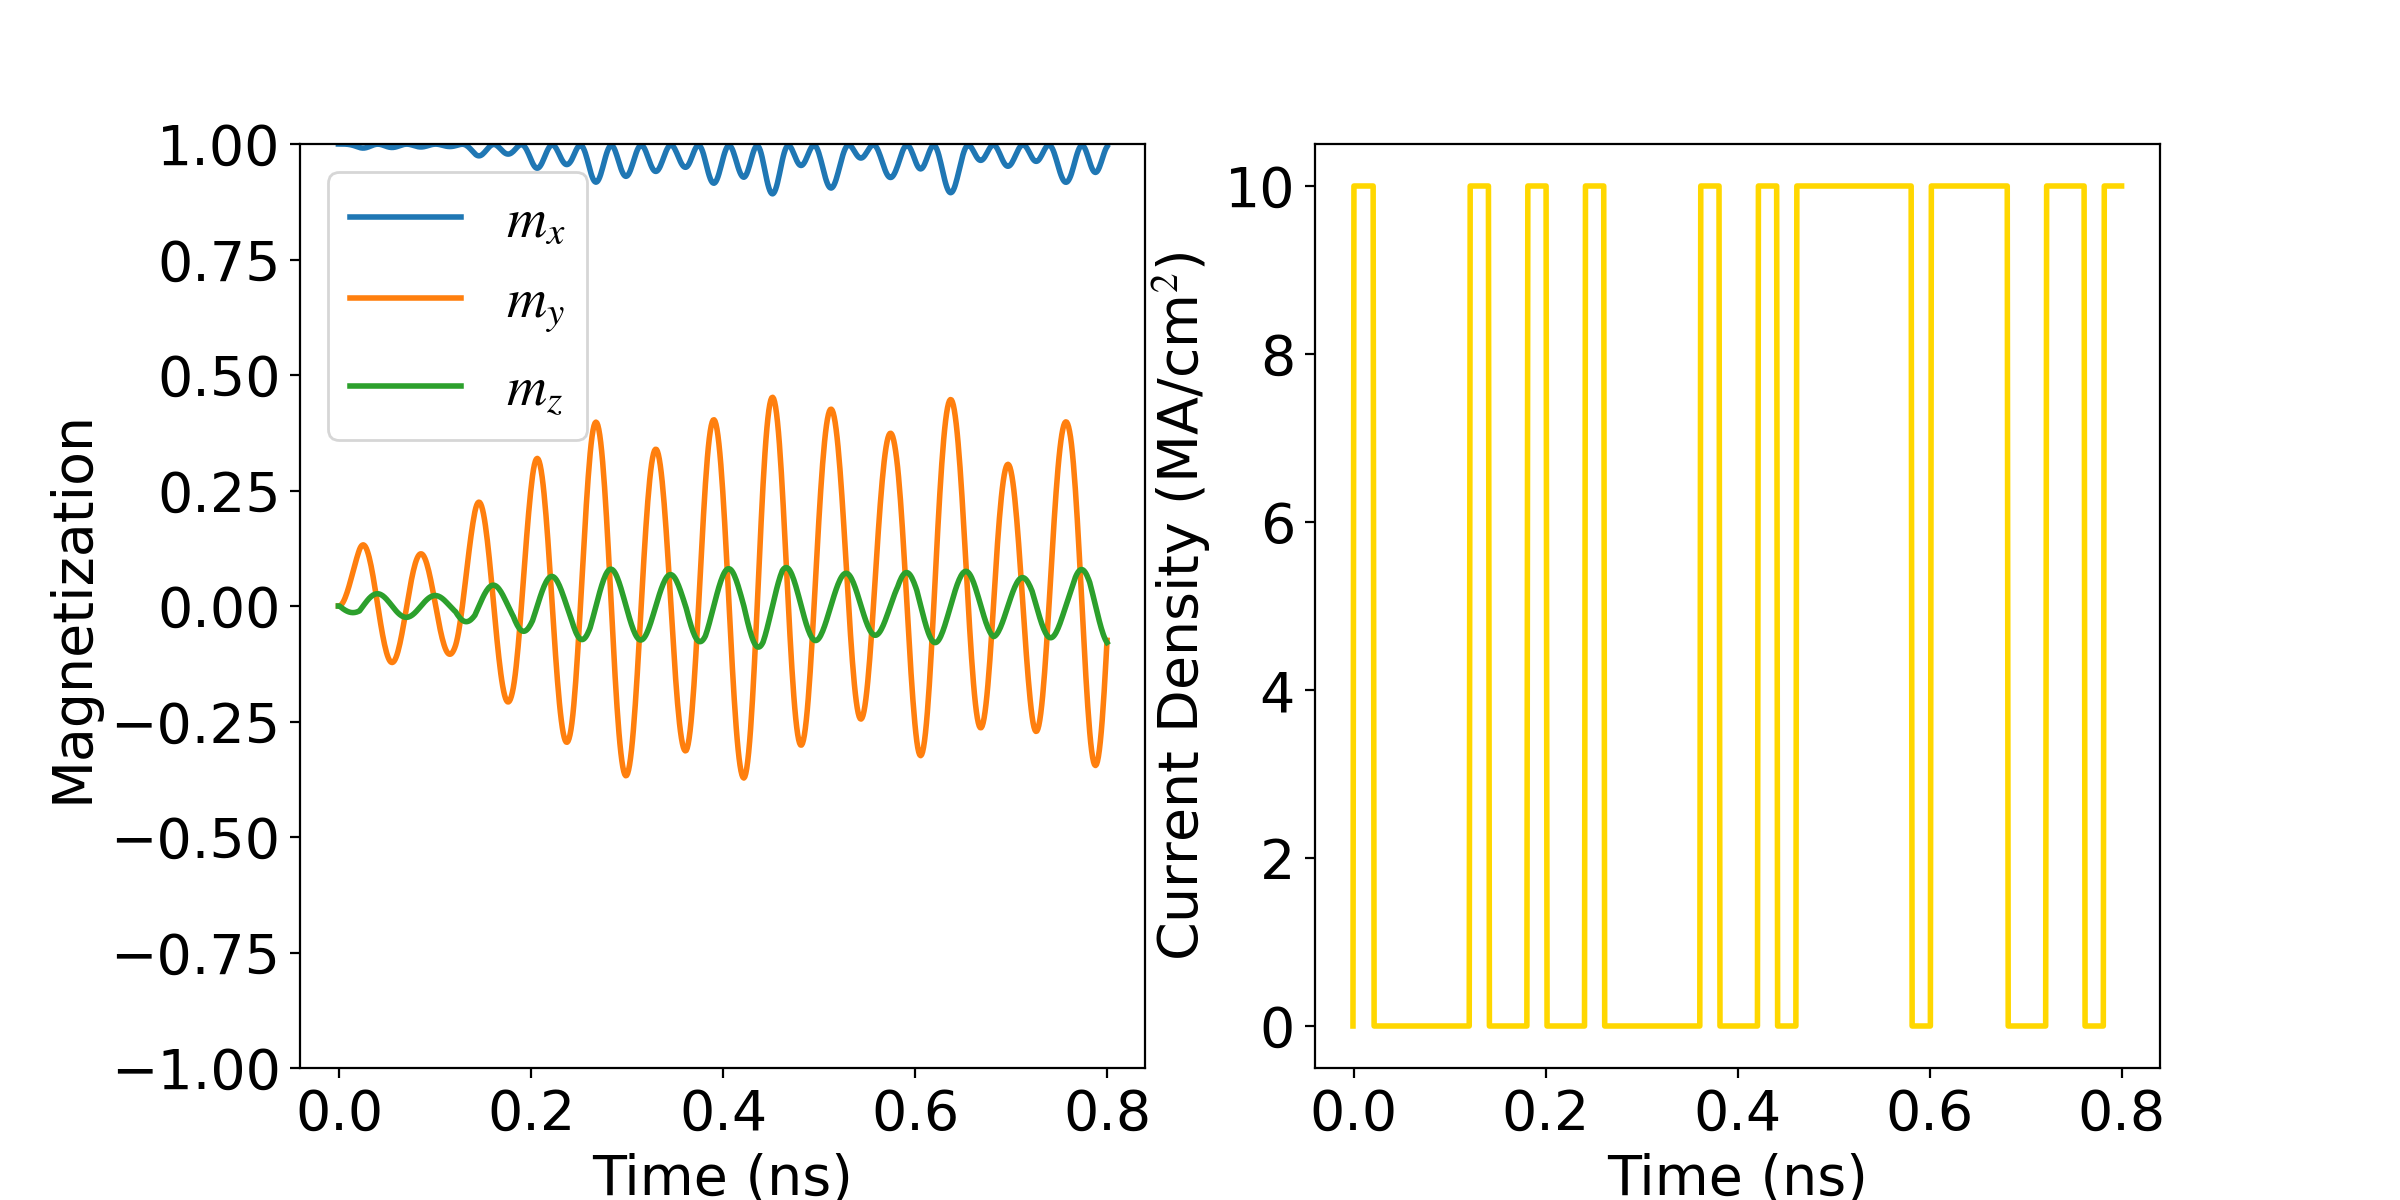 1.00
0.75
0.50
0.25
0.00
−0.25
−0.50
−0.75
−1.00
Magnetization
m_x
m_y
m_z
0.0 0.2 0.4 0.6 0.8
Time (ns)
10
8
6
4
2
0
Current Density (MA/cm²)
0.0 0.2 0.4 0.6 0.8
Time (ns)